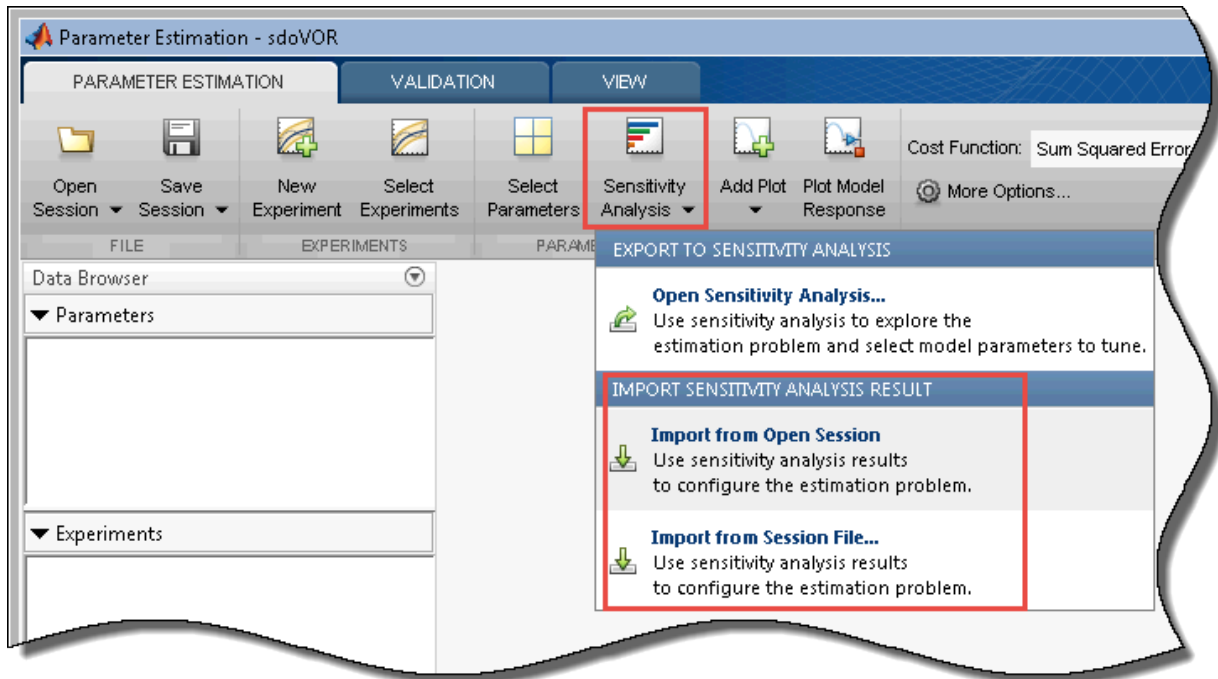 Parameter Estimation - sdoVOR
PARAMETER ESTIMATION
VALIDATION
VIEW
Open
Session
Save
Session
New
Experiment
Select
Experiments
Select
Parameters
Sensitivity
Analysis
Add Plot
Plot Model
Response
Cost Function: Sum Squared Error
More Options...
FILE
EXPERIMENTS
PARAME
EXPORT TO SENSITIVITY ANALYSIS
Open Sensitivity Analysis...
Use sensitivity analysis to explore the
estimation problem and select model parameters to tune.
IMPORT SENSITIVITY ANALYSIS RESULT
Import from Open Session
Use sensitivity analysis results
to configure the estimation problem.
Import from Session File...
Use sensitivity analysis results
to configure the estimation problem.
Data Browser
Parameters
Experiments